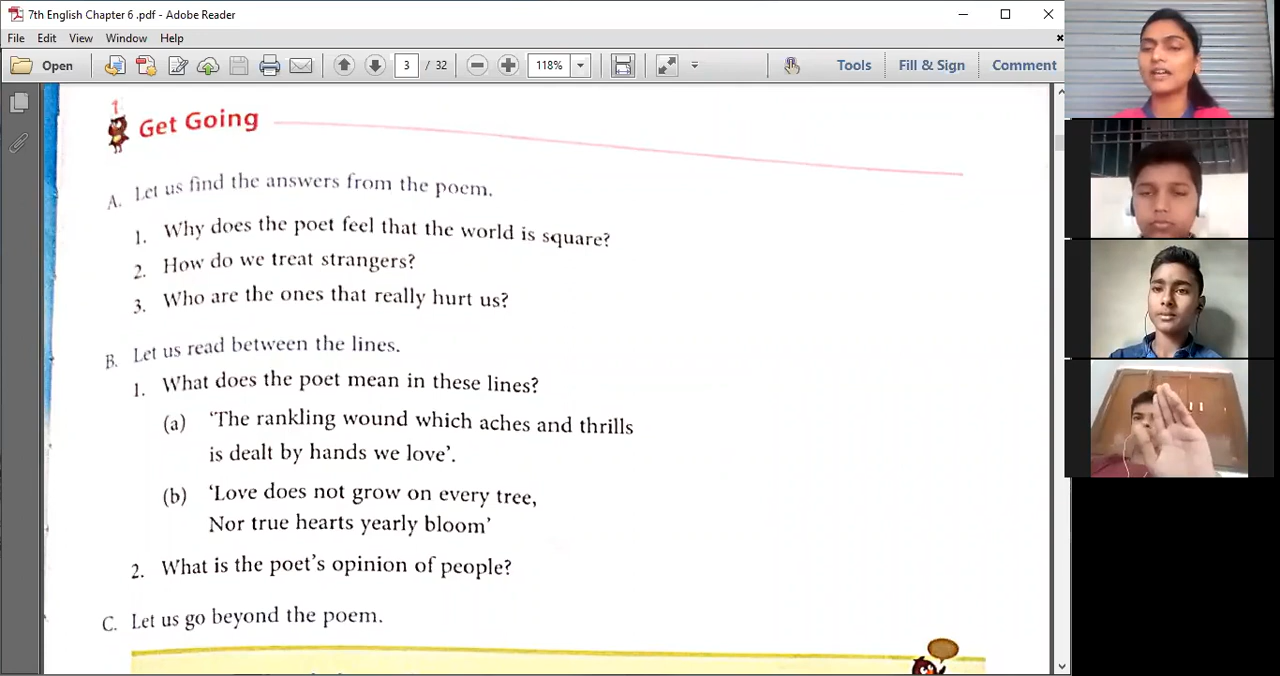 7th English Chapter 6 .pdf - Adobe Reader
File Edit View Window Help
Open 3 / 32 118% Tools Fill & Sign Comment
1
Get Going
A. Let us find the answers from the poem.
1. Why does the poet feel that the world is square?
2. How do we treat strangers?
3. Who are the ones that really hurt us?
B. Let us read between the lines.
1. What does the poet mean in these lines?
(a) ‘The rankling wound which aches and thrills
is dealt by hands we love’.
(b) ‘Love does not grow on every tree,
Nor true hearts yearly bloom’
2. What is the poet’s opinion of people?
C. Let us go beyond the poem.